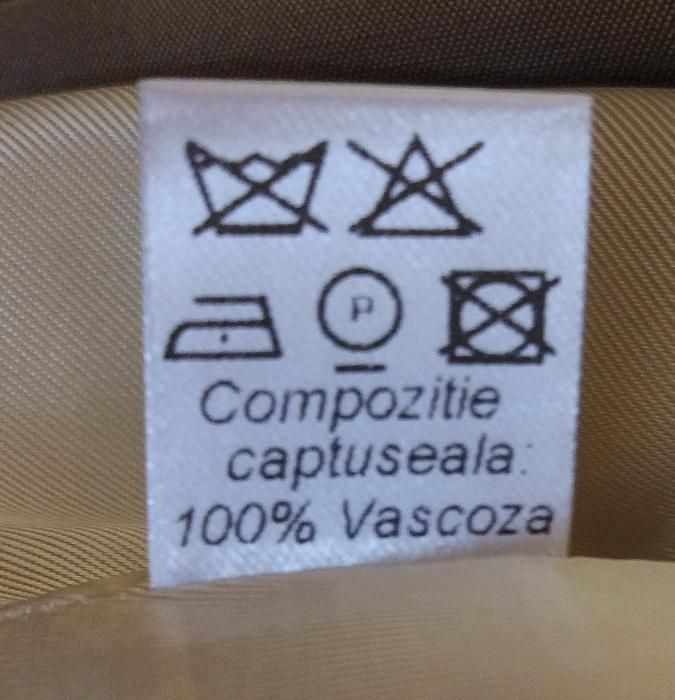 P
Compozitie
captuseala:
100% Vascoza